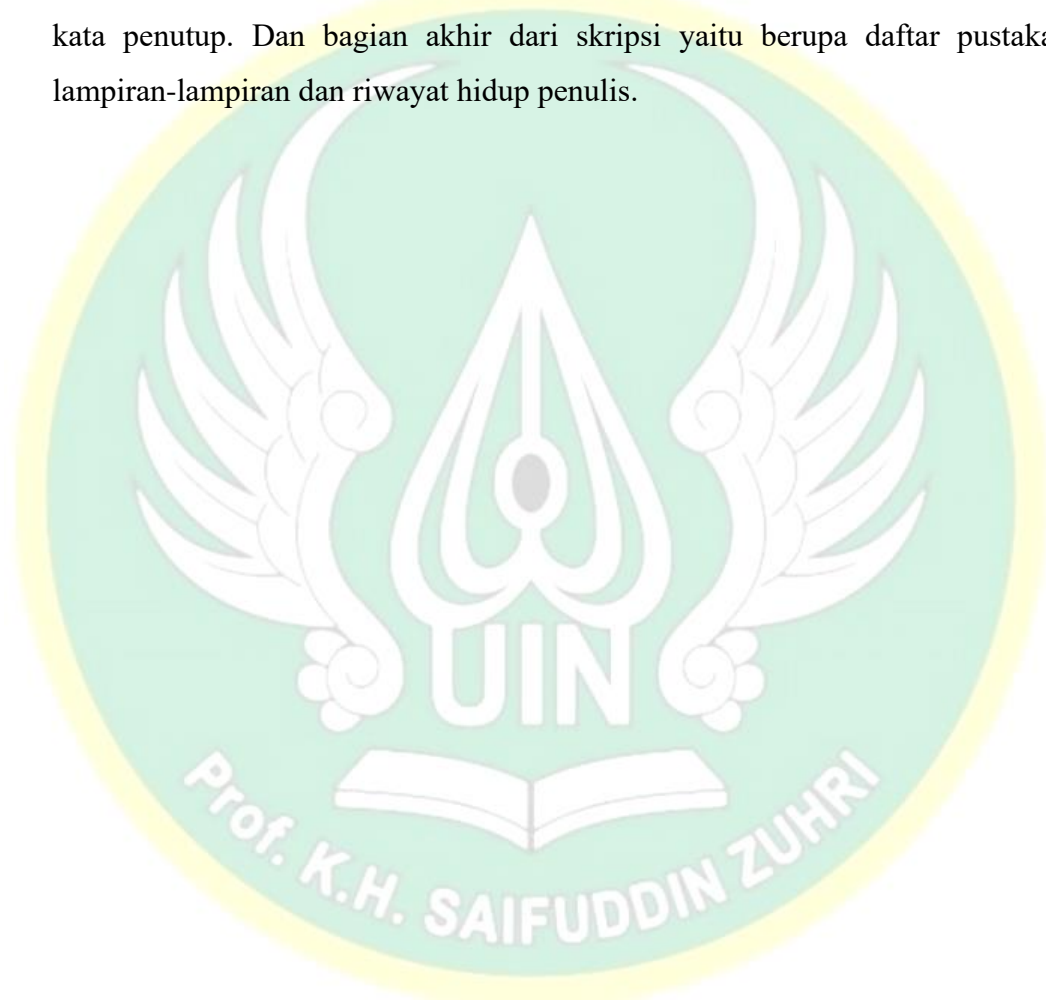 kata penutup. Dan bagian akhir dari skripsi yaitu berupa daftar pustaka
lampiran-lampiran dan riwayat hidup penulis.
UIN
Prof. K.H. SAIFUDDIN ZUHRI